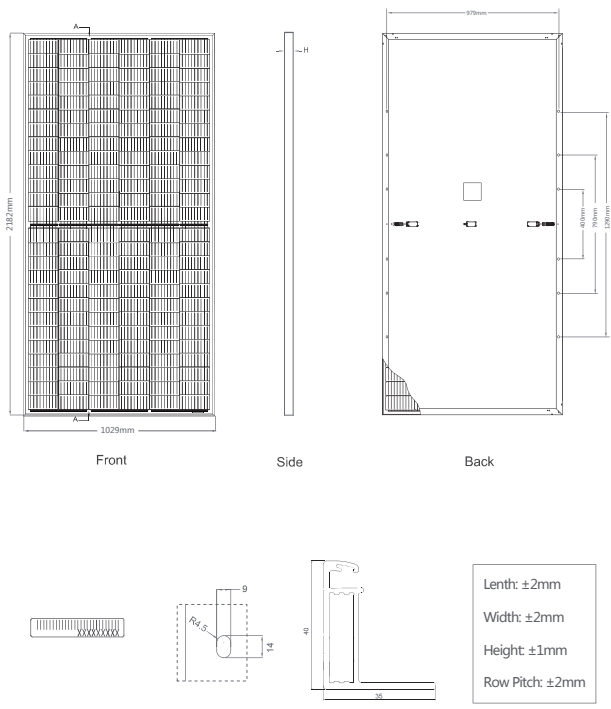 979mm
A
H
2182mm
400mm
790mm
1290mm
A
1029mm
Front
Side
Back
9
R4.5
14
40
35
Lenth: ±2mm
Width: ±2mm
Height: ±1mm
Row Pitch: ±2mm